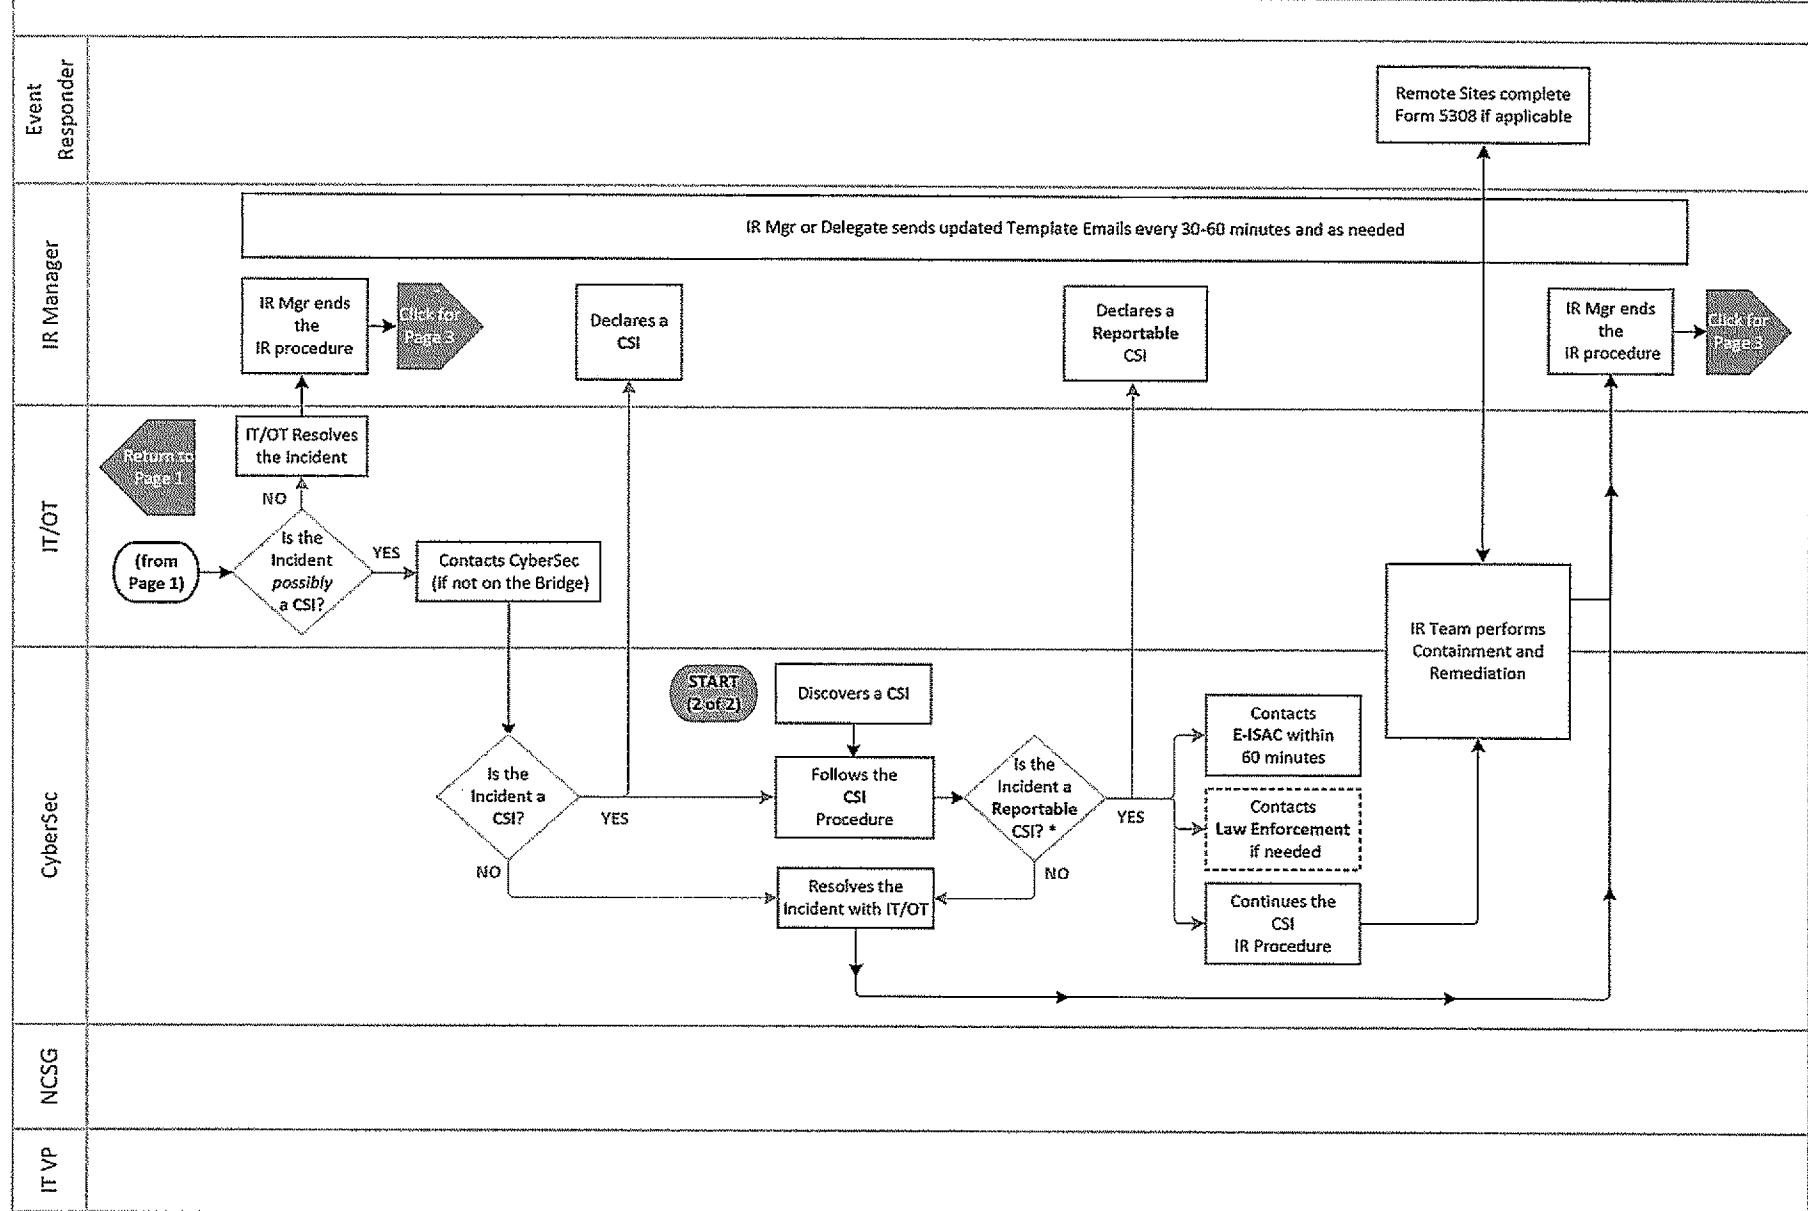 Event
Responder
Remote Sites complete
Form 5308 if applicable
IR Manager
IR Mgr or Delegate sends updated Template Emails every 30-60 minutes and as needed
IR Mgr ends
the
IR procedure
Click for
Page 3
Declares a
CSI
Declares a
Reportable
CSI
IR Mgr ends
the
IR procedure
Click for
Page 3
IT/OT
Return to
Page 1
IT/OT Resolves
the Incident
NO
(from
Page 1)
Is the
Incident
possibly
a CSI?
YES
Contacts CyberSec
(if not on the Bridge)
IR Team performs
Containment and
Remediation
CyberSec
START
(2 of 2)
Discovers a CSI
Is the
Incident a
CSI?
YES
NO
Follows the
CSI
Procedure
Is the
Incident a
Reportable
CSI? *
YES
NO
Resolves the
Incident with IT/OT
Contacts
E-ISAC within
60 minutes
Contacts
Law Enforcement
if needed
Continues the
CSI
IR Procedure
NCSG
IT VP